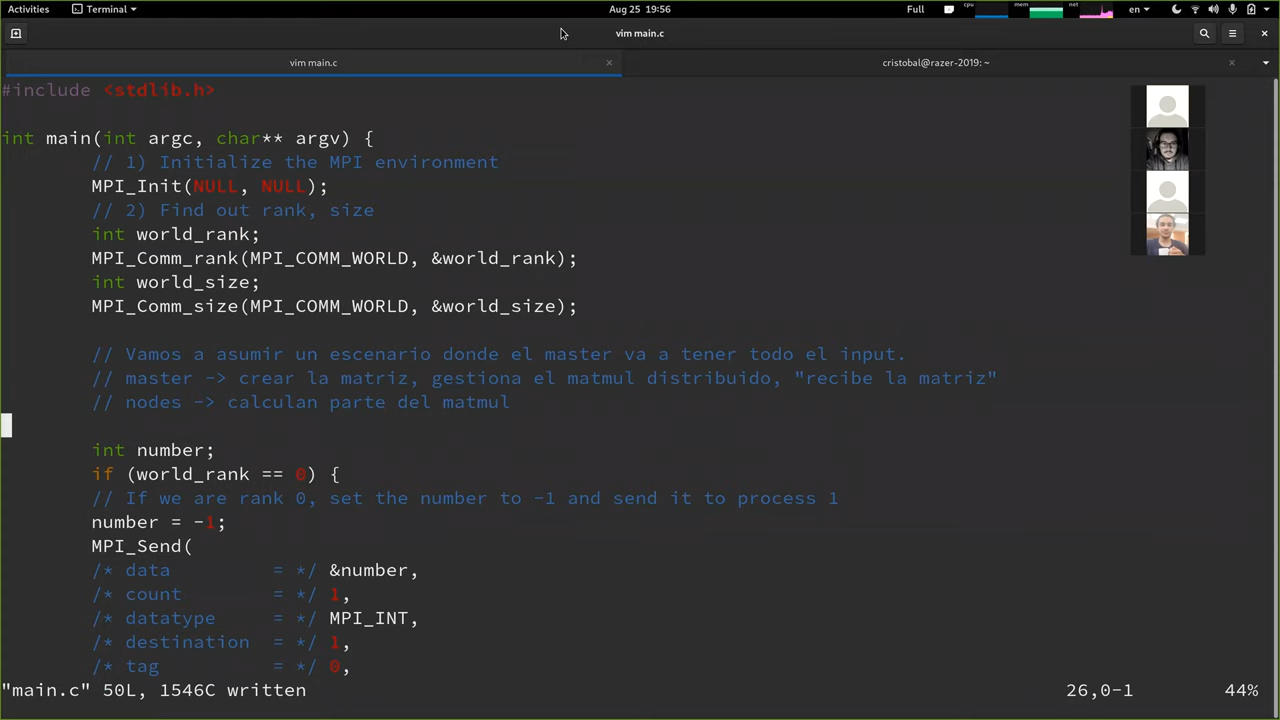 Activities Terminal Aug 25 19:56 Full cpu mem net en
vim main.c
vim main.c × cristobal@razer-2019: ~ ×
#include <stdlib.h>
int main(int argc, char** argv) {
// 1) Initialize the MPI environment
MPI_Init(NULL, NULL);
// 2) Find out rank, size
int world_rank;
MPI_Comm_rank(MPI_COMM_WORLD, &world_rank);
int world_size;
MPI_Comm_size(MPI_COMM_WORLD, &world_size);
// Vamos a asumir un escenario donde el master va a tener todo el input.
// master -> crear la matriz, gestiona el matmul distribuido, "recibe la matriz"
// nodes -> calculan parte del matmul
int number;
if (world_rank == 0) {
// If we are rank 0, set the number to -1 and send it to process 1
number = -1;
MPI_Send(
/* data = */ &number,
/* count = */ 1,
/* datatype = */ MPI_INT,
/* destination = */ 1,
/* tag = */ 0,
"main.c" 50L, 1546C written 26,0-1 44%